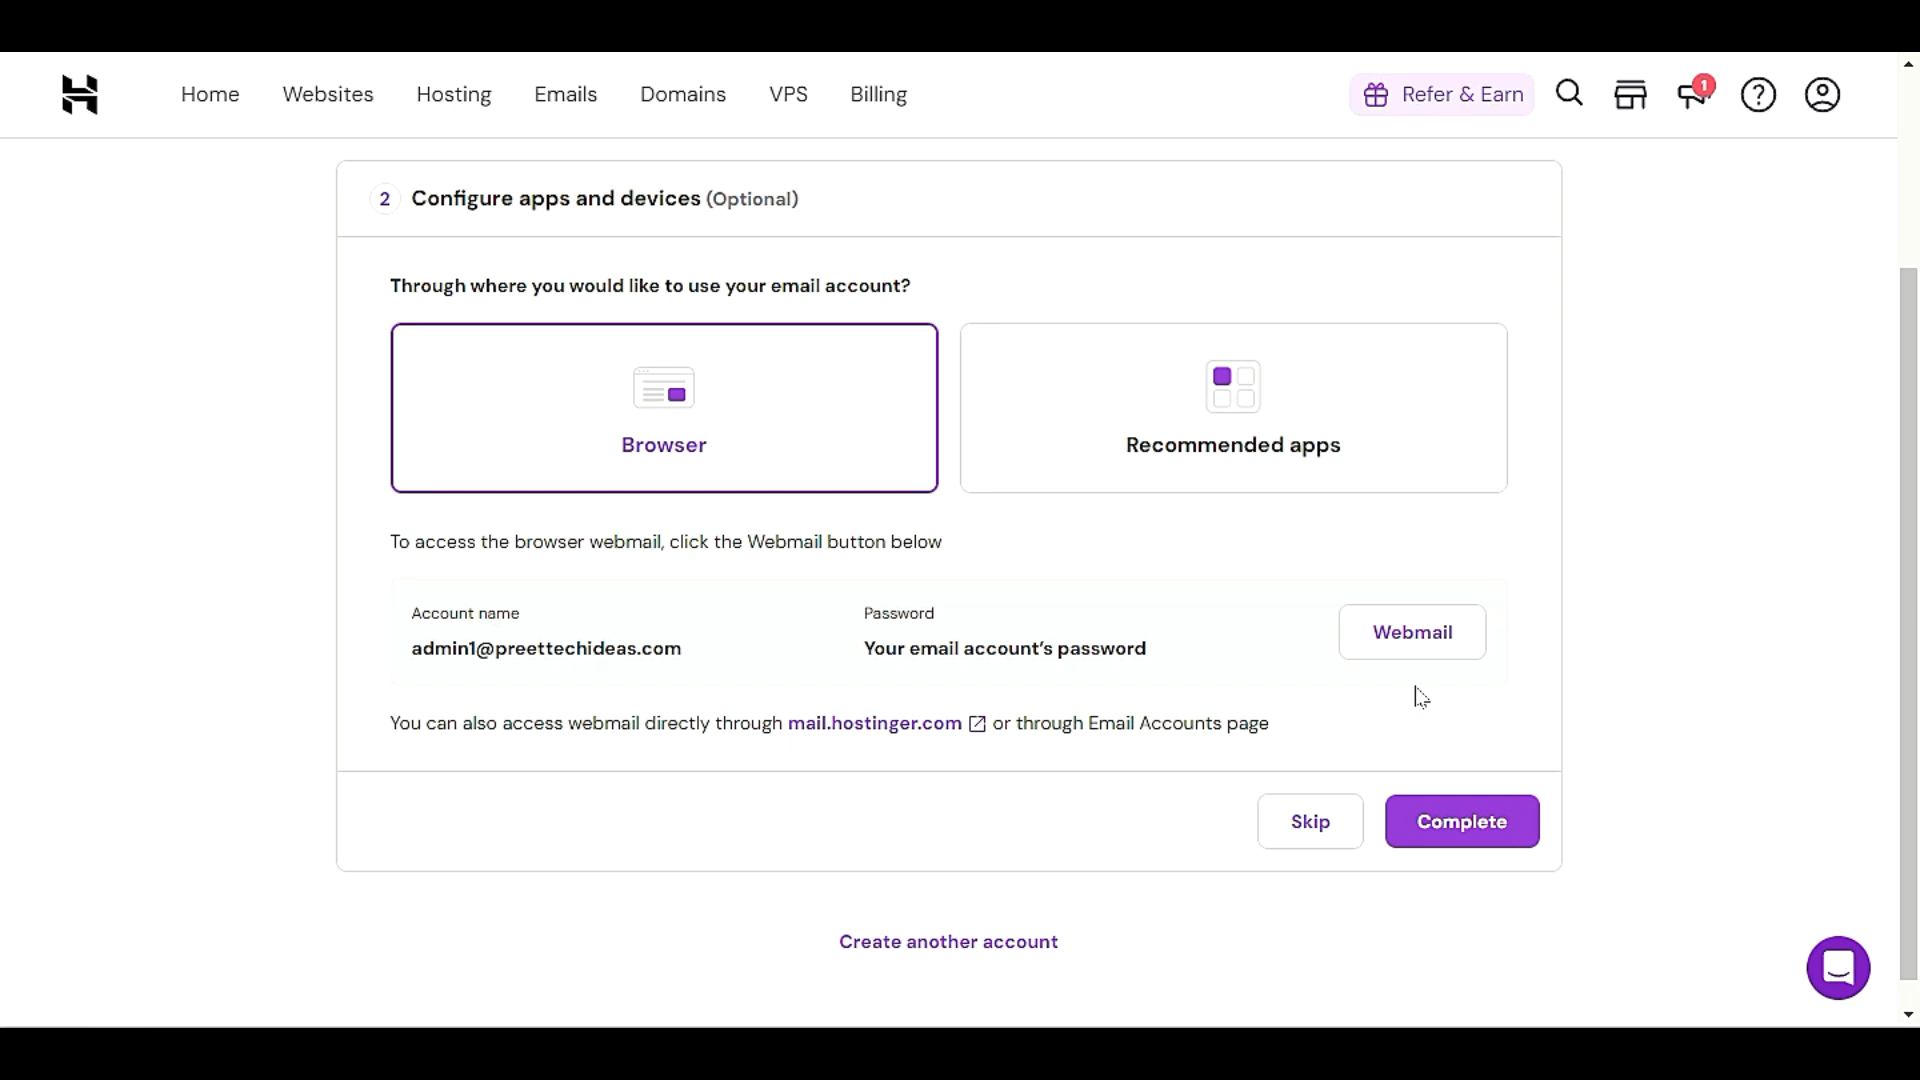 Home Websites Hosting Emails Domains VPS Billing Refer & Earn 1
2 Configure apps and devices (Optional)
Through where you would like to use your email account?
Browser Recommended apps
To access the browser webmail, click the Webmail button below
Account name Password
admin1@preettechideas.com Your email account's password Webmail
You can also access webmail directly through mail.hostinger.com or through Email Accounts page
Skip Complete
Create another account